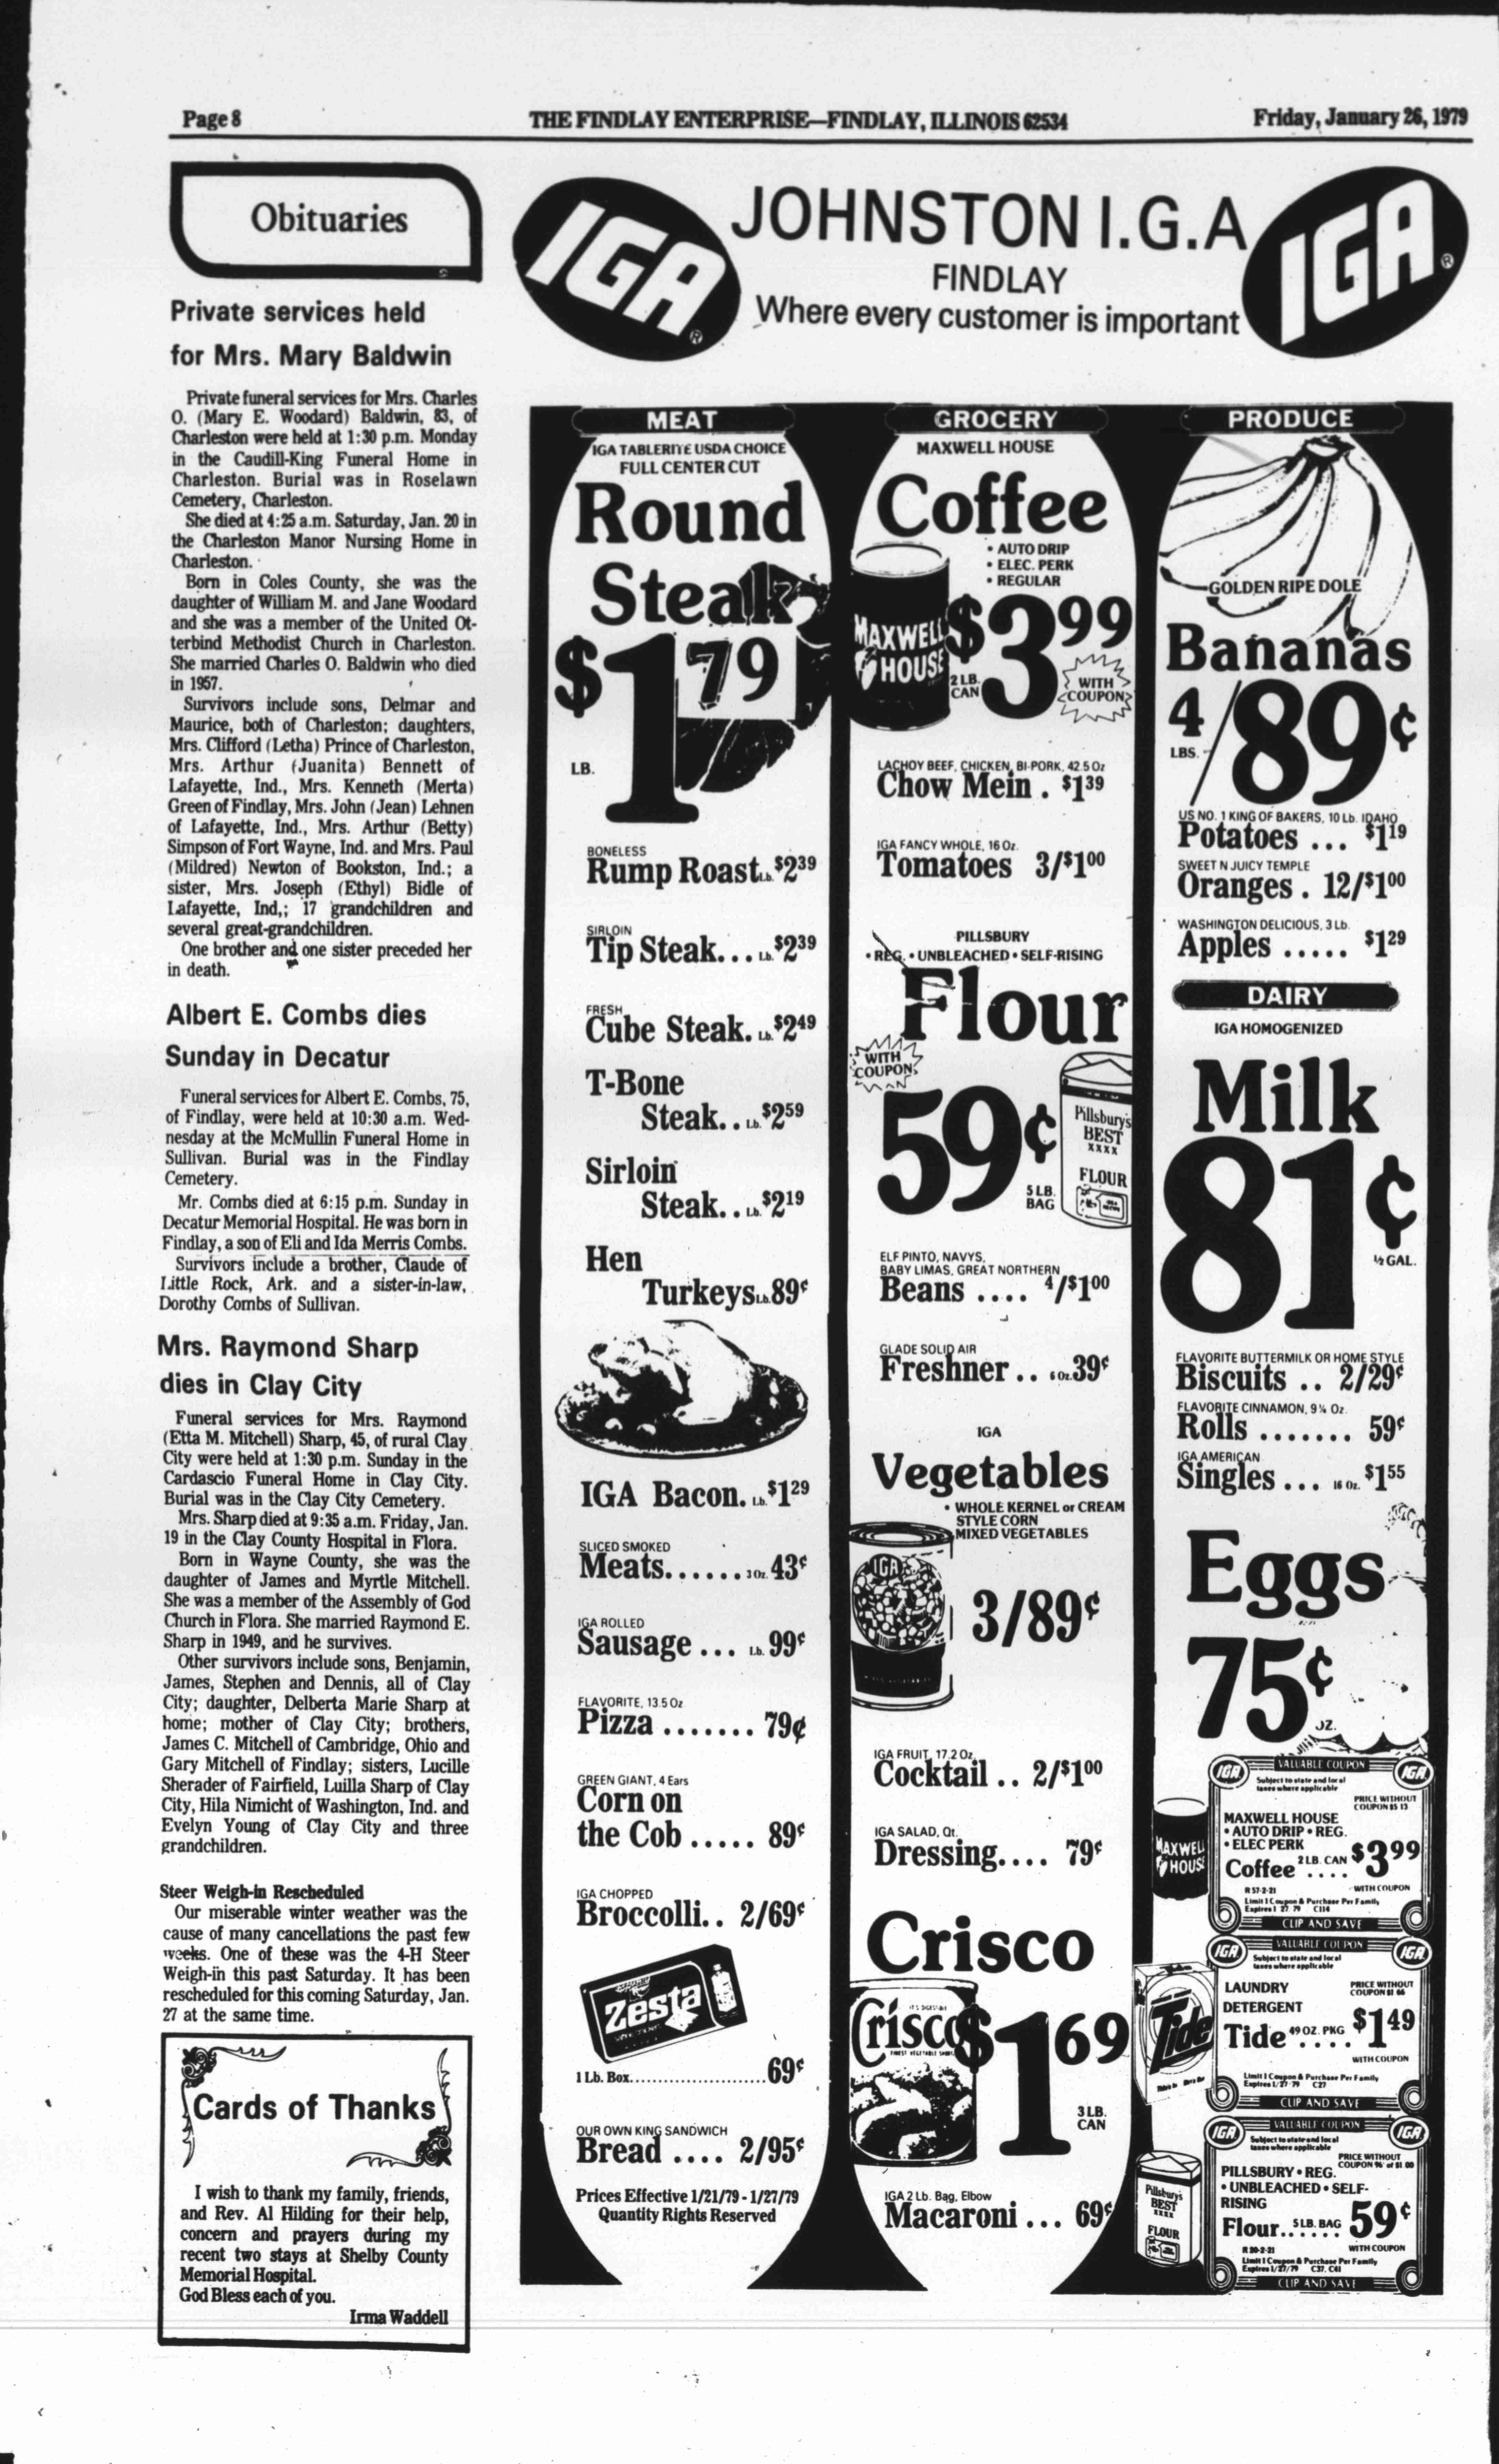 Page 8
THE FINDLAY ENTERPRISE—FINDLAY, ILLINOIS 62534
Friday, January 26, 1979
Obituaries
Private services held
for Mrs. Mary Baldwin
Private funeral services for Mrs. Charles
O. (Mary E. Woodard) Baldwin, 83, of
Charleston were held at 1:30 p.m. Monday
in the Caudill-King Funeral Home in
Charleston. Burial was in Roselawn
Cemetery, Charleston.
She died at 4:25 a.m. Saturday, Jan. 20 in
the Charleston Manor Nursing Home in
Charleston.
Born in Coles County, she was the
daughter of William M. and Jane Woodard
and she was a member of the United Ot-
terbind Methodist Church in Charleston.
She married Charles O. Baldwin who died
in 1957.
Survivors include sons, Delmar and
Maurice, both of Charleston; daughters,
Mrs. Clifford (Letha) Prince of Charleston,
Mrs. Arthur (Juanita) Bennett of
Lafayette, Ind., Mrs. Kenneth (Merta)
Green of Findlay, Mrs. John (Jean) Lehnen
of Lafayette, Ind., Mrs. Arthur (Betty)
Simpson of Fort Wayne, Ind. and Mrs. Paul
(Mildred) Newton of Bookston, Ind.; a
sister, Mrs. Joseph (Ethyl) Bidle of
Lafayette, Ind,; 17 grandchildren and
several great-grandchildren.
One brother and one sister preceded her
in death.
Albert E. Combs dies
Sunday in Decatur
Funeral services for Albert E. Combs, 75,
of Findlay, were held at 10:30 a.m. Wed-
nesday at the McMullin Funeral Home in
Sullivan. Burial was in the Findlay
Cemetery.
Mr. Combs died at 6:15 p.m. Sunday in
Decatur Memorial Hospital. He was born in
Findlay, a son of Eli and Ida Merris Combs.
Survivors include a brother, Claude of
Little Rock, Ark. and a sister-in-law,
Dorothy Combs of Sullivan.
Mrs. Raymond Sharp
dies in Clay City
Funeral services for Mrs. Raymond
(Etta M. Mitchell) Sharp, 45, of rural Clay
City were held at 1:30 p.m. Sunday in the
Cardascio Funeral Home in Clay City.
Burial was in the Clay City Cemetery.
Mrs. Sharp died at 9:35 a.m. Friday, Jan.
19 in the Clay County Hospital in Flora.
Born in Wayne County, she was the
daughter of James and Myrtle Mitchell.
She was a member of the Assembly of God
Church in Flora. She married Raymond E.
Sharp in 1949, and he survives.
Other survivors include sons, Benjamin,
James, Stephen and Dennis, all of Clay
City; daughter, Delberta Marie Sharp at
home; mother of Clay City; brothers,
James C. Mitchell of Cambridge, Ohio and
Gary Mitchell of Findlay; sisters, Lucille
Sherader of Fairfield, Luilla Sharp of Clay
City, Hila Nimicht of Washington, Ind. and
Evelyn Young of Clay City and three
grandchildren.
Steer Weigh-in Rescheduled
Our miserable winter weather was the
cause of many cancellations the past few
weeks. One of these was the 4-H Steer
Weigh-in this past Saturday. It has been
rescheduled for this coming Saturday, Jan.
27 at the same time.
Cards of Thanks
I wish to thank my family, friends,
and Rev. Al Hilding for their help,
concern and prayers during my
recent two stays at Shelby County
Memorial Hospital.
God Bless each of you.
Irma Waddell
IGA ®
JOHNSTON I.G.A
FINDLAY
Where every customer is important
IGA ®
MEAT
IGA TABLERITE USDA CHOICE
FULL CENTER CUT
Round
Steak
$1 79
LB.
BONELESS
Rump Roast.. Lb. $2 39
SIRLOIN
Tip Steak.... Lb. $2 39
FRESH
Cube Steak. .. Lb. $2 49
T-Bone
Steak. .. Lb. $2 59
Sirloin
Steak. .. Lb. $2 19
Hen
Turkeys.. Lb. 89¢
IGA Bacon. .. Lb. $1 29
SLICED SMOKED
Meats. ..... 3 Oz. 43¢
IGA ROLLED
Sausage ... Lb. 99¢
FLAVORITE, 13.5 Oz
Pizza ....... 79¢
GREEN GIANT, 4 Ears
Corn on
the Cob ..... 89¢
IGA CHOPPED
Broccolli. . 2/69¢
Zesta
1 Lb. Box......................69¢
OUR OWN KING SANDWICH
Bread .... 2/95¢
Prices Effective 1/21/79 - 1/27/79
Quantity Rights Reserved
GROCERY
MAXWELL HOUSE
Coffee
• AUTO DRIP
• ELEC. PERK
• REGULAR
MAXWELL
HOUSE
$3 99
2 LB.
CAN
WITH
COUPON
LACHOY BEEF, CHICKEN, BI-PORK, 42.5 Oz
Chow Mein . $1 39
IGA FANCY WHOLE, 16 Oz.
Tomatoes 3/$1 00
PILLSBURY
• REG. • UNBLEACHED • SELF-RISING
Flour
WITH
COUPON
59¢
5 LB.
BAG
Pillsbury's
BEST
XXXX
FLOUR
ELF PINTO, NAVYS,
BABY LIMAS, GREAT NORTHERN
Beans .... 4/$1 00
GLADE SOLID AIR
Freshner . . 6 Oz. 39¢
IGA
Vegetables
• WHOLE KERNEL or CREAM
STYLE CORN
MIXED VEGETABLES
IGA
3/89¢
IGA FRUIT, 17.2 Oz.
Cocktail . . 2/$1 00
IGA SALAD, Qt.
Dressing.... 79¢
Crisco
Crisco
$1 69
3 LB.
CAN
IGA 2 Lb. Bag, Elbow
Macaroni ... 69¢
PRODUCE
GOLDEN RIPE DOLE
Bananas
4 LBS. /89¢
US NO. 1 KING OF BAKERS, 10 Lb. IDAHO
Potatoes ... $1 19
SWEET N JUICY TEMPLE
Oranges . 12/$1 00
WASHINGTON DELICIOUS, 3 Lb.
Apples ..... $1 29
DAIRY
IGA HOMOGENIZED
Milk
81¢
½ GAL.
FLAVORITE BUTTERMILK OR HOME STYLE
Biscuits .. 2/29¢
FLAVORITE CINNAMON, 9¼ Oz.
Rolls ....... 59¢
IGA AMERICAN
Singles ... 16 Oz. $1 55
Eggs
75¢
OZ.
IGA VALUABLE COUPON IGA
Subject to state and local
taxes where applicable
PRICE WITHOUT
COUPON $5 13
MAXWELL HOUSE
• AUTO DRIP • REG.
• ELEC PERK
MAXWELL
HOUSE
Coffee 2 LB. CAN .... $3 99
R 57-2-21 WITH COUPON
Limit 1 Coupon & Purchase Per Family
Expires 1 27 79 C114
CLIP AND SAVE
IGA VALUABLE COUPON IGA
Subject to state and local
taxes where applicable
LAUNDRY
DETERGENT
PRICE WITHOUT
COUPON $1 66
Tide
Tide 49 OZ. PKG. .... $1 49
WITH COUPON
Limit 1 Coupon & Purchase Per Family
Expires 1/27 79 C27
CLIP AND SAVE
IGA VALUABLE COUPON IGA
Subject to state and local
taxes where applicable
PRICE WITHOUT
PILLSBURY • REG.
• UNBLEACHED • SELF-
RISING
Pillsbury's
BEST
XXXX
FLOUR
Flour....... 5 LB. BAG 59¢
R 30-2-21 WITH COUPON
Limit 1 Coupon & Purchase Per Family
Expires 1/27/79 C37, C41
CLIP AND SAVE